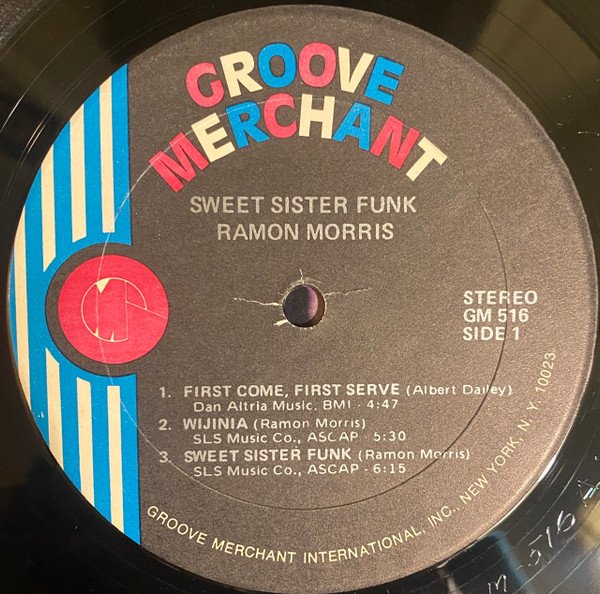 GROOVE
MERCHANT
SWEET SISTER FUNK
RAMON MORRIS
STEREO
GM 516
SIDE 1
1. FIRST COME, FIRST SERVE (Albert Dailey)
Dan Altria Music. BMI - 4:47
2. WIJINIA (Ramon Morris)
SLS Music Co., ASCAP - 5:30
3. SWEET SISTER FUNK (Ramon Morris)
SLS Music Co., ASCAP - 6:15
GROOVE MERCHANT INTERNATIONAL, INC., NEW YORK, N. Y. 10023